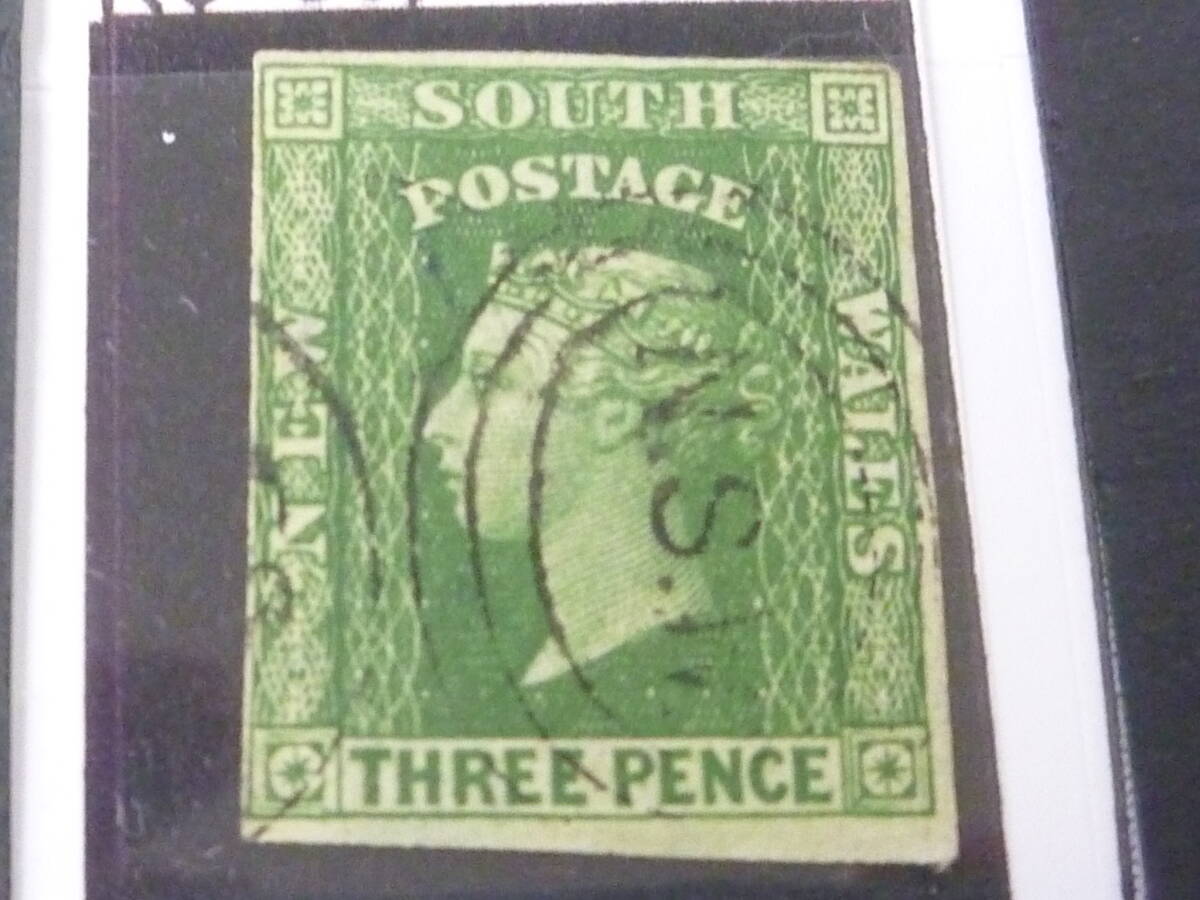 SOUTH
POSTAGE
NEW
WALES
N.S.W
THREE PENCE